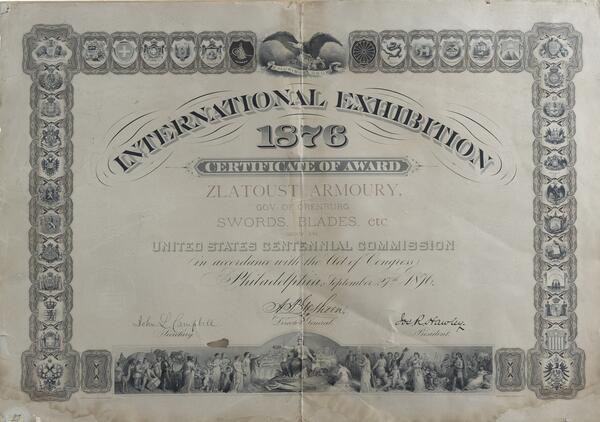 INTERNATIONAL EXHIBITION
1876
CERTIFICATE OF AWARD
ZLATOUST ARMOURY,
GOV. OF ORENBURG
SWORDS, BLADES, etc
UNITED STATES CENTENNIAL COMMISSION
(in accordance with the Act of Congress)
Philadelphia, September 27th 1876.
A. T. Goshorn.
Director General.
John L. Campbell
Secretary.
Jos. R. Hawley.
President.